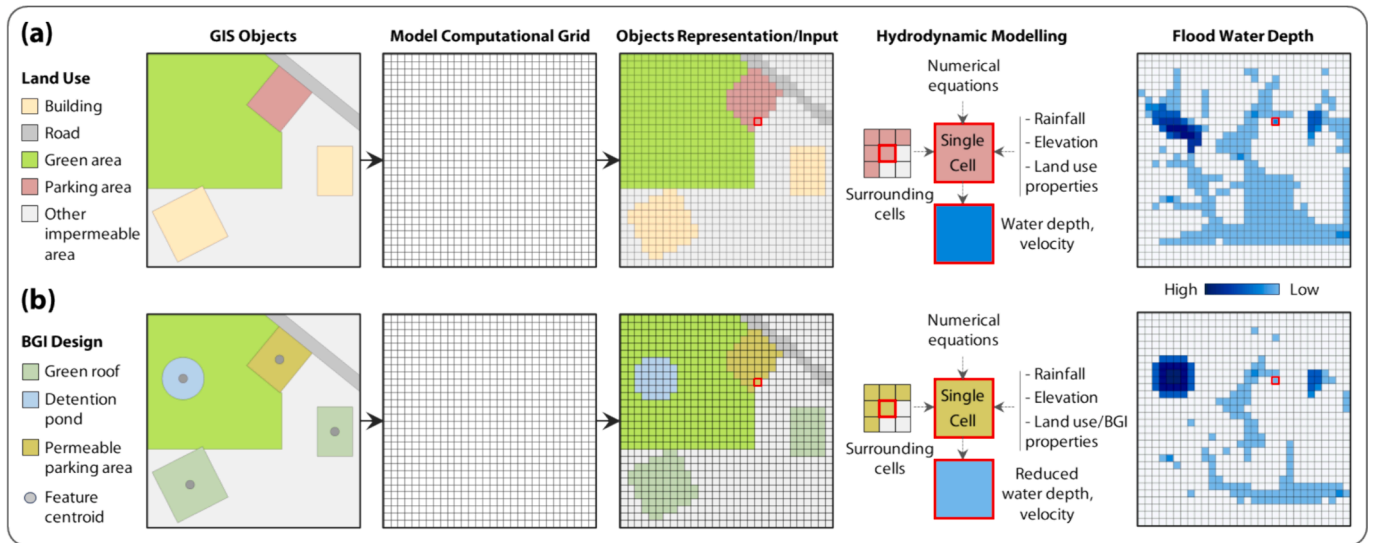 (a)
GIS Objects
Model Computational Grid
Objects Representation/Input
Hydrodynamic Modelling
Flood Water Depth
Land Use
Building
Road
Green area
Parking area
Other
impermeable
area
Numerical
equations
Single
Cell
Surrounding
cells
- Rainfall
- Elevation
- Land use
properties
Water depth,
velocity
High
Low
(b)
BGI Design
Green roof
Detention
pond
Permeable
parking area
Feature
centroid
Numerical
equations
Single
Cell
Surrounding
cells
- Rainfall
- Elevation
- Land use/BGI
properties
Reduced
water depth,
velocity